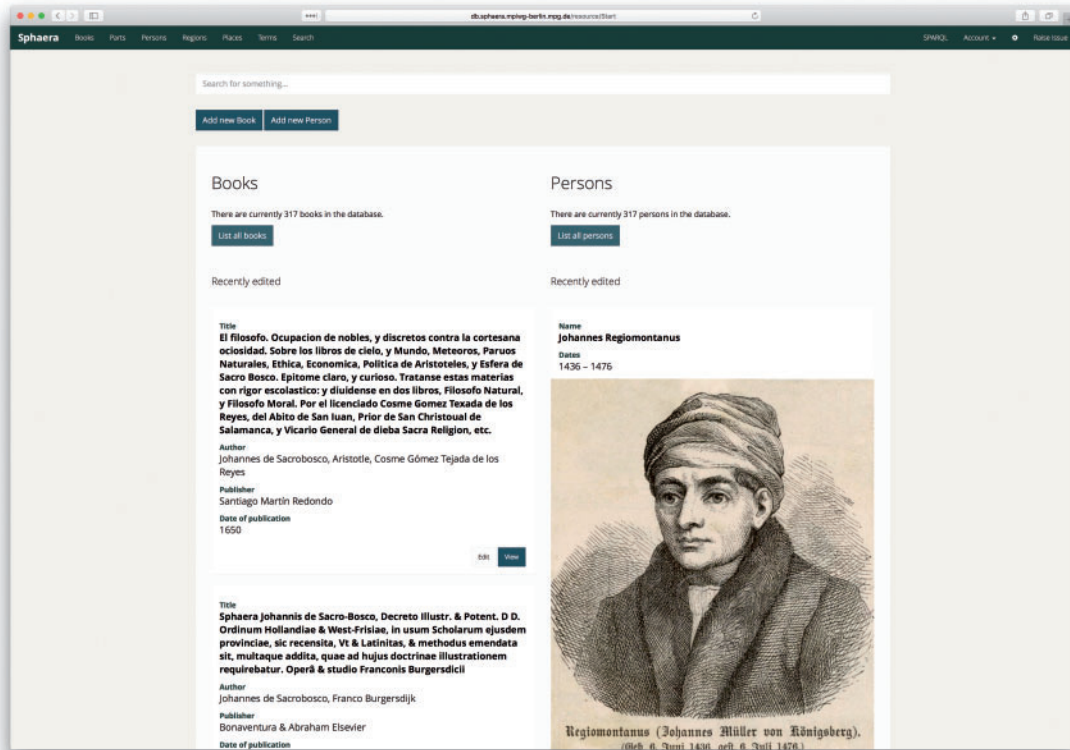 db.sphaera.mpiwg-berlin.mpg.de/resource/Start
Sphaera Books Parts Persons Regions Places Terms Search SPARQL Account Raise Issue
Search for something...
Add new Book Add new Person
Books
There are currently 317 books in the database.
List all books
Recently edited
Title
El filosofo. Ocupacion de nobles, y discretos contra la cortesana
ociosidad. Sobre los libros de cielo, y Mundo, Meteoros, Paruos
Naturales, Ethica, Economica, Politica de Aristoteles, y Esfera de
Sacro Bosco. Epitome claro, y curioso. Tratanse estas materias
con rigor escolastico: y diuidense en dos libros, Filosofo Natural,
y Filosofo Moral. Por el licenciado Cosme Gomez Texada de los
Reyes, del Abito de San Iuan, Prior de San Christoual de
Salamanca, y Vicario General de dieba Sacra Religion, etc.
Author
Johannes de Sacrobosco, Aristotle, Cosme Gómez Tejada de los
Reyes
Publisher
Santiago Martín Redondo
Date of publication
1650
Edit View
Title
Sphaera Johannis de Sacro-Bosco, Decreto Illustr. & Potent. D D.
Ordinum Hollandiae & West-Frisiae, in usum Scholarum ejusdem
provinciae, sic recensita, Vt & Latinitas, & methodus emendata
sit, multaque addita, quae ad hujus doctrinae illustrationem
requirebatur. Operâ & studio Franconis Burgersdicii
Author
Johannes de Sacrobosco, Franco Burgersdijk
Publisher
Bonaventura & Abraham Elsevier
Date of publication
Persons
There are currently 317 persons in the database.
List all persons
Recently edited
Name
Johannes Regiomontanus
Dates
1436 – 1476
Regiomontanus (Johannes Müller von Königsberg).
(Geb. 6. Juni 1436, gest. 6. Juli 1476.)